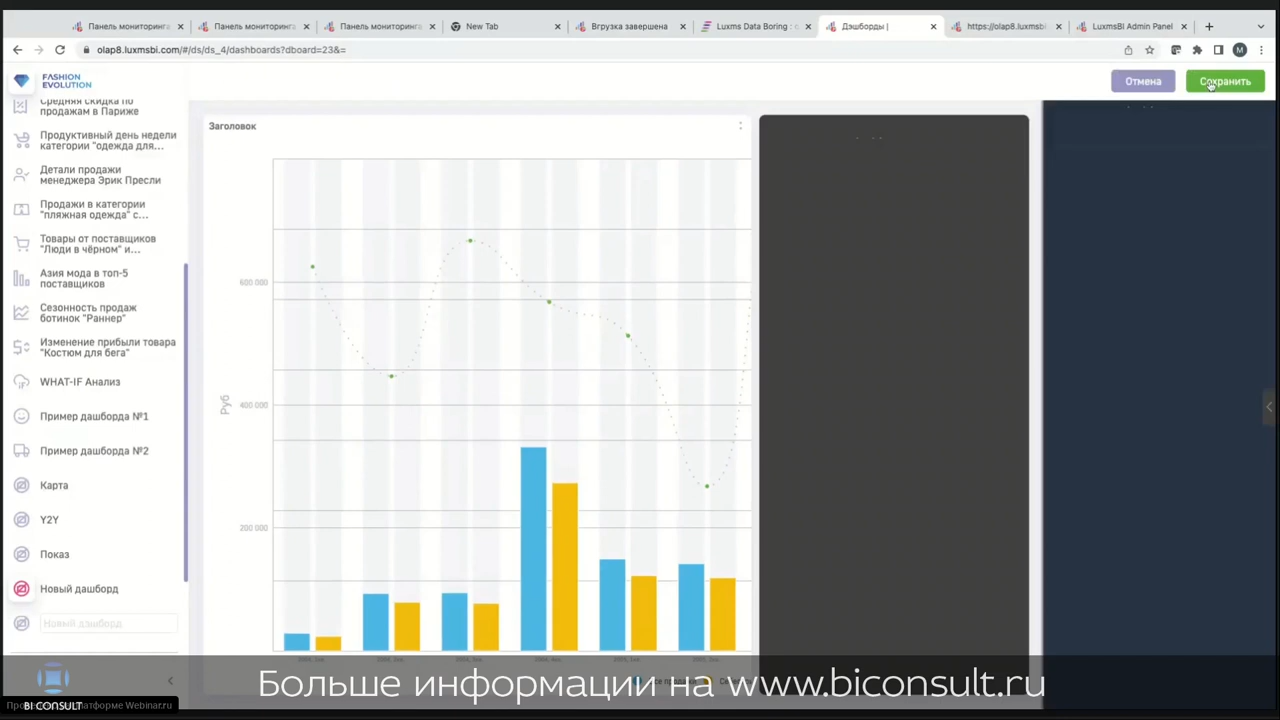 Панель мониторинга
Панель мониторинга
Панель мониторинга
New Tab
Вгрузка завершена
Luxms Data Boring : 
Дэшборды |
https://olap8.luxmsbi
LuxmsBI Admin Panel
olap8.luxmsbi.com/#/ds/ds_4/dashboards?dboard=23&=
M
FASHION
EVOLUTION
Отмена
Сохранить
Средняя скидка по
продажам в Париже
Продуктивный день недели
категории "одежда для...
Детали продажи
менеджера Эрик Пресли
Продажи в категории
"пляжная одежда" с...
Товары от поставщиков
"Люди в чёрном" и...
Азия мода в топ-5
поставщиков
Сезонность продаж
ботинок "Раннер"
Изменение прибыли товара
"Костюм для бега"
WHAT-IF Анализ
Пример дашборда №1
Пример дашборда №2
Карта
Y2Y
Показ
Новый дашборд
Новый дэшборд
Заголовок
600 000
400 000
200 000
Руб
Больше информации на www.biconsult.ru
BI CONSULT
платформе Webinar.ru